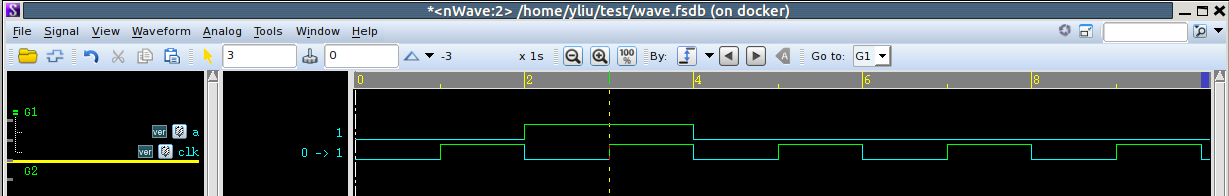 *<nWave:2> /home/yliu/test/wave.fsdb (on docker)
File Signal View Waveform Analog Tools Window Help
3 0 -3 x 1s 100% By: Go to: G1
0 2 4 6 8
G1
ver a 1
ver clk 0 -> 1
G2